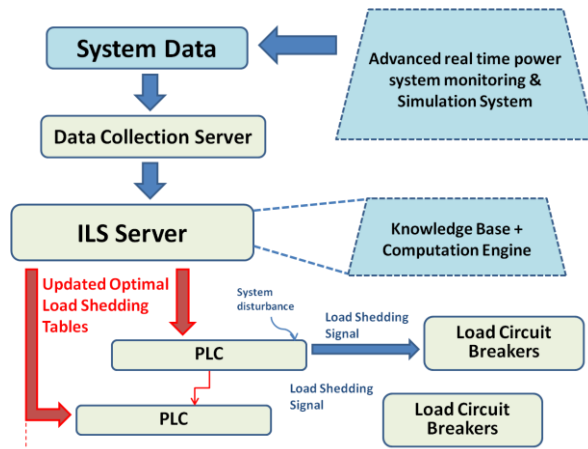 System Data
Advanced real time power
system monitoring &
Simulation System
Data Collection Server
ILS Server
Knowledge Base +
Computation Engine
Updated Optimal
Load Shedding
Tables
System
disturbance
Load Shedding
Signal
PLC
Load Circuit
Breakers
Load Shedding
Signal
PLC
Load Circuit
Breakers